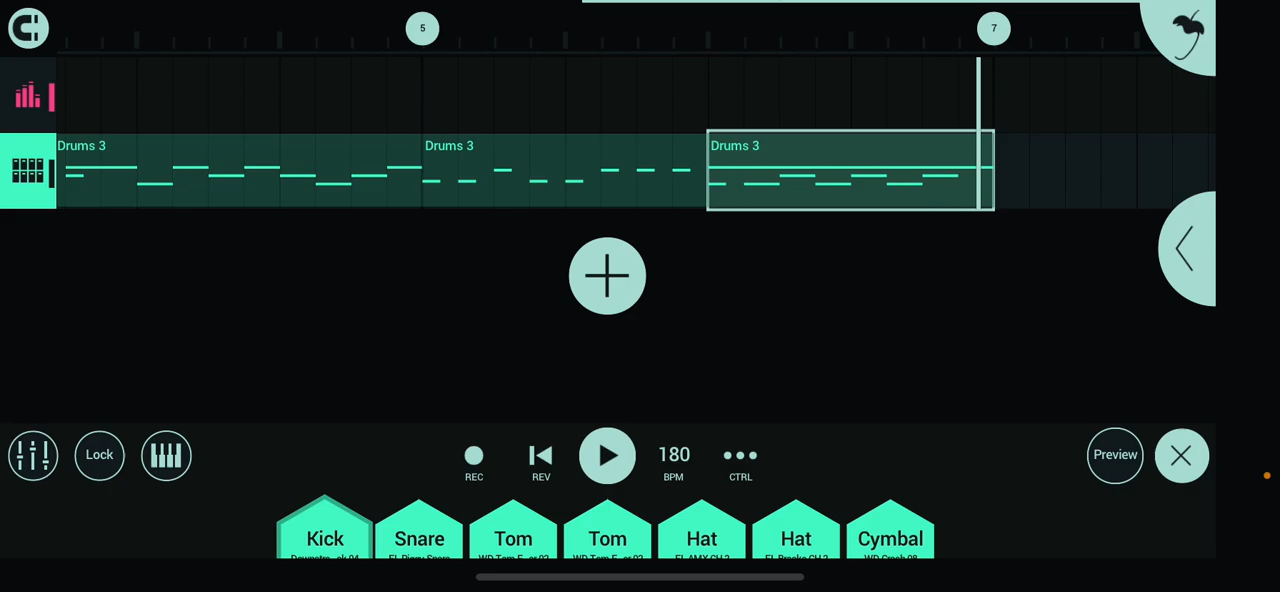 5
7
Drums 3
Drums 3
Drums 3
Lock
REC
REV
180
BPM
CTRL
Preview
Kick
Snare
Tom
Tom
Hat
Hat
Cymbal